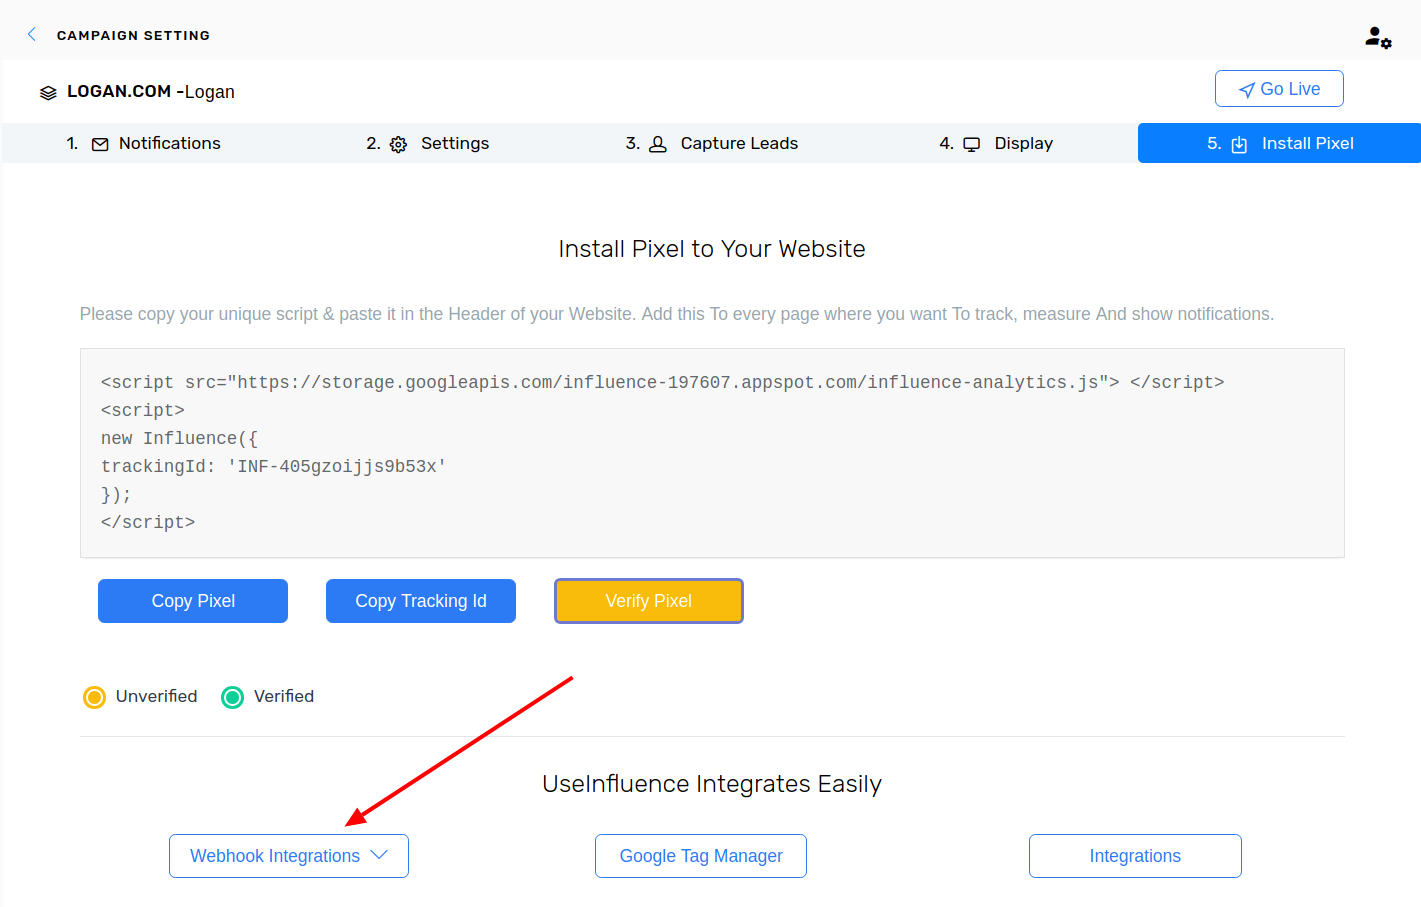 CAMPAIGN SETTING
LOGAN.COM -Logan
Go Live
1. Notifications 2. Settings 3. Capture Leads 4. Display 5. Install Pixel
Install Pixel to Your Website
Please copy your unique script & paste it in the Header of your Website. Add this To every page where you want To track, measure And show notifications.
<script src="https://storage.googleapis.com/influence-197607.appspot.com/influence-analytics.js"> </script>
<script>
new Influence({
trackingId: 'INF-405gzoijjs9b53x'
});
</script>
Copy Pixel Copy Tracking Id Verify Pixel
Unverified Verified
UseInfluence Integrates Easily
Webhook Integrations Google Tag Manager Integrations